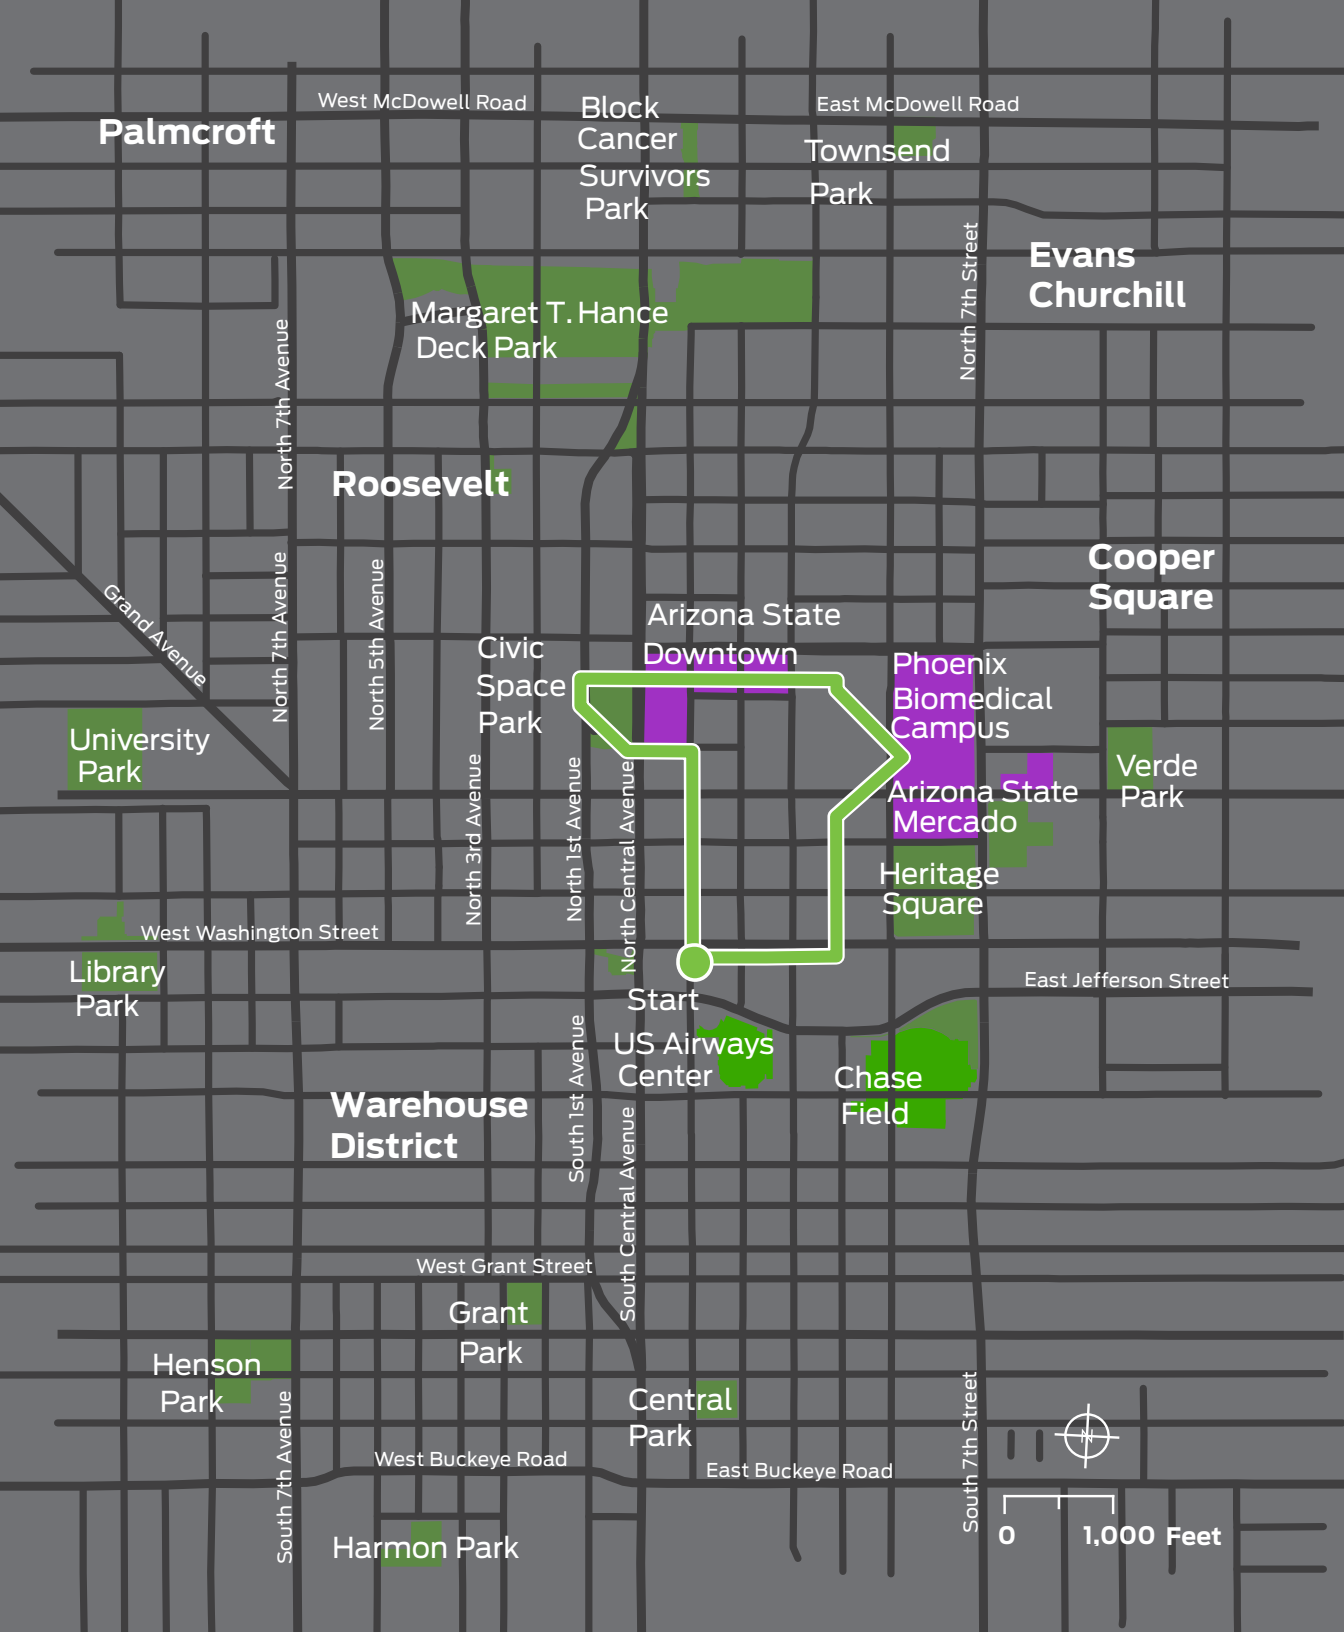 West McDowell Road
Block
Cancer
Survivors
Park
East McDowell Road
Palmcroft
Townsend
Park
North 7th Street
Evans
Churchill
Margaret T. Hance
Deck Park
North 7th Avenue
Roosevelt
Cooper
Square
North 7th Avenue
North 5th Avenue
Grand Avenue
Arizona State
Downtown
Civic
Space
Park
Phoenix
Biomedical
Campus
University
Park
Verde
Park
Arizona State
Mercado
North 3rd Avenue
North 1st Avenue
North Central Avenue
Heritage
Square
West Washington Street
Library
Park
East Jefferson Street
Start
US Airways
Center
Chase
Field
South 1st Avenue
Warehouse
District
South Central Avenue
West Grant Street
Grant
Park
Henson
Park
Central
Park
South 7th Avenue
South 7th Street
West Buckeye Road
East Buckeye Road
N
0 1,000 Feet
Harmon Park